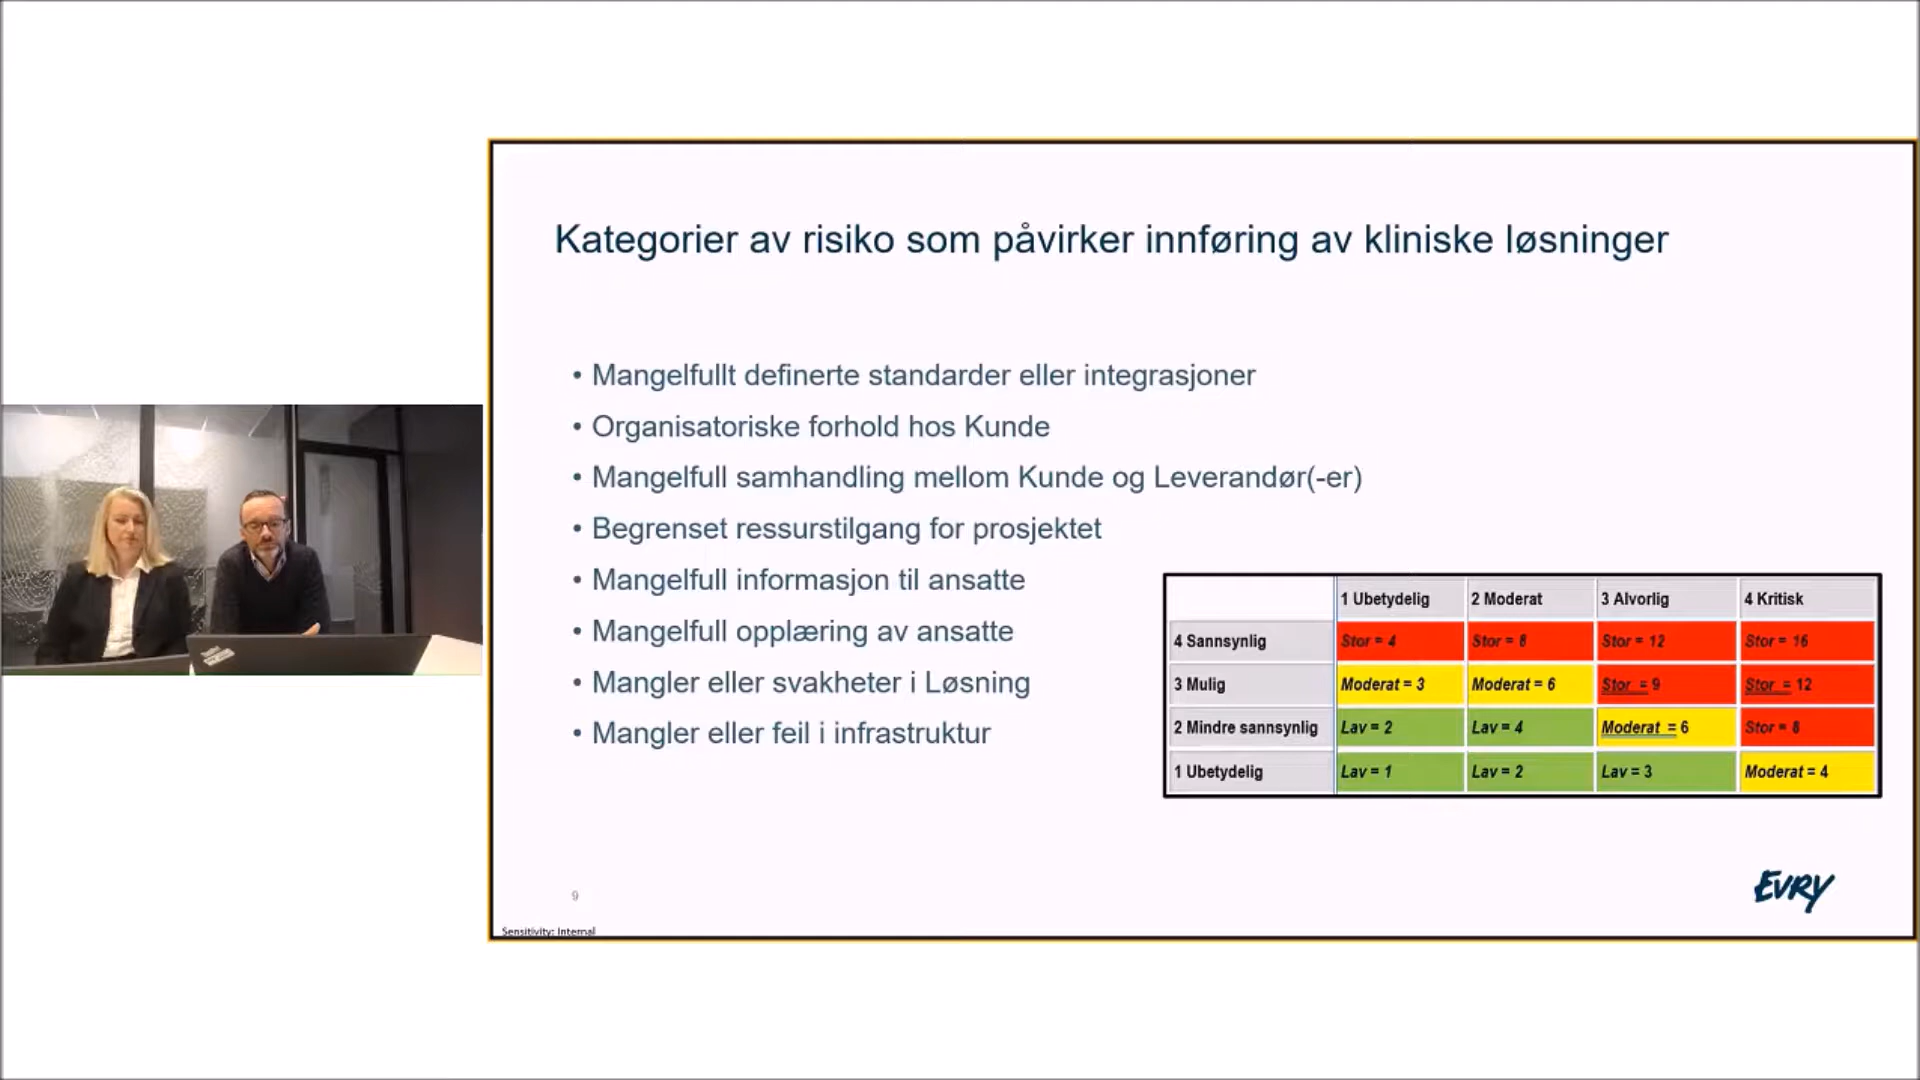 Kategorier av risiko som påvirker innføring av kliniske løsninger
• Mangelfullt definerte standarder eller integrasjoner
• Organisatoriske forhold hos Kunde
• Mangelfull samhandling mellom Kunde og Leverandør(-er)
• Begrenset ressurstilgang for prosjektet
• Mangelfull informasjon til ansatte
• Mangelfull opplæring av ansatte
• Mangler eller svakheter i Løsning
• Mangler eller feil i infrastruktur
1 Ubetydelig 2 Moderat 3 Alvorlig 4 Kritisk
4 Sannsynlig Stor = 4 Stor = 8 Stor = 12 Stor = 16
3 Mulig Moderat = 3 Moderat = 6 Stor = 9 Stor = 12
2 Mindre sannsynlig Lav = 2 Lav = 4 Moderat = 6 Stor = 8
1 Ubetydelig Lav = 1 Lav = 2 Lav = 3 Moderat = 4
9
EVRY
Sensitivity: Internal